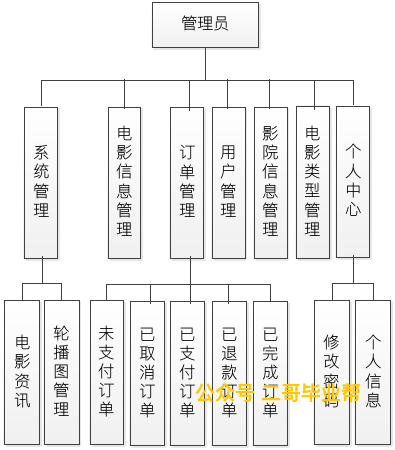 管理员
系统管理
电影信息管理
订单管理
用户管理
影院信息管理
电影类型管理
个人中心
电影资讯
轮播图管理
未支付订单
已取消订单
已支付订单
已退款订单
已完成订单
修改密码
个人信息
公众号 二哥毕业帮